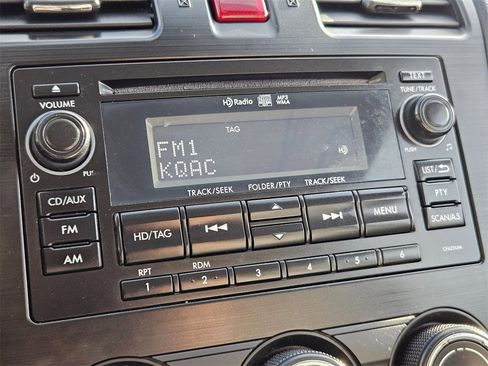 TEXT
VOLUME
TUNE/TRACK
HD Radio MP3 WMA
TAG
FM1
KQAC
HD
PUSH
TRACK/SEEK FOLDER/PTY TRACK/SEEK
LIST/
CD/AUX
HD/TAG
MENU
PTY
FM
SCAN/A.S
AM
RPT RDM
1 2 3 4 5 6